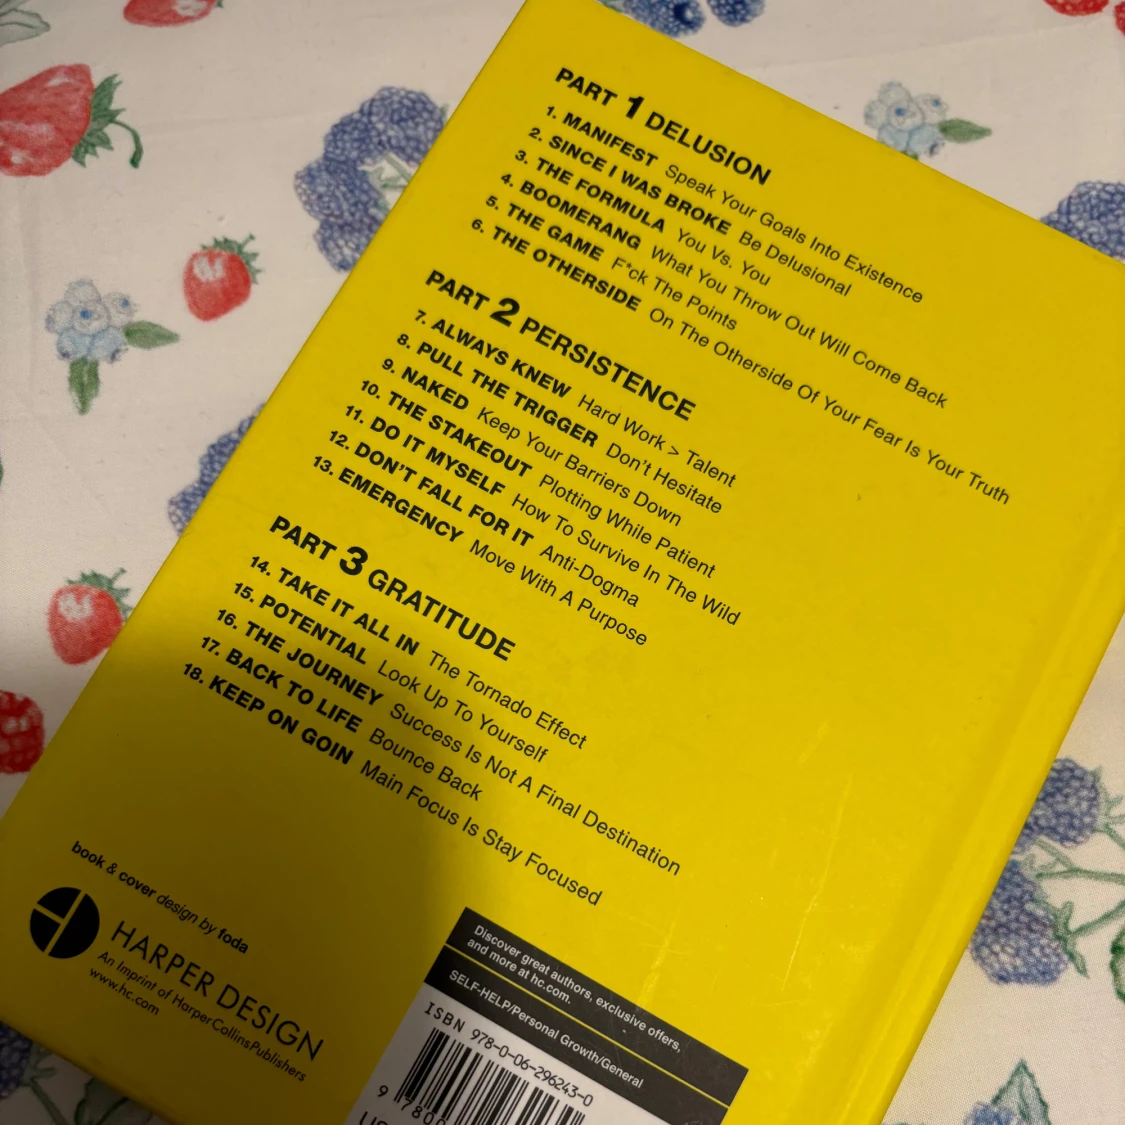 PART 1 DELUSION
1. MANIFEST Speak Your Goals Into Existence
2. SINCE I WAS BROKE Be Delusional
3. THE FORMULA You Vs. You
4. BOOMERANG What You Throw Out Will Come Back
5. THE GAME F*ck The Points
6. THE OTHERSIDE On The Otherside Of Your Fear Is Your Truth
PART 2 PERSISTENCE
7. ALWAYS KNEW Hard Work > Talent
8. PULL THE TRIGGER Don't Hesitate
9. NAKED Keep Your Barriers Down
10. THE STAKEOUT Plotting While Patient
11. DO IT MYSELF How To Survive In The Wild
12. DON'T FALL FOR IT Anti-Dogma
13. EMERGENCY Move With A Purpose
PART 3 GRATITUDE
14. TAKE IT ALL IN The Tornado Effect
15. POTENTIAL Look Up To Yourself
16. THE JOURNEY Success Is Not A Final Destination
17. BACK TO LIFE Bounce Back
18. KEEP ON GOIN Main Focus Is Stay Focused
book & cover design by foda
HARPER DESIGN
An Imprint of HarperCollinsPublishers
www.hc.com
Discover great authors, exclusive offers,
and more at hc.com.
SELF-HELP/Personal Growth/General
ISBN 978-0-06-296243-0
9 780